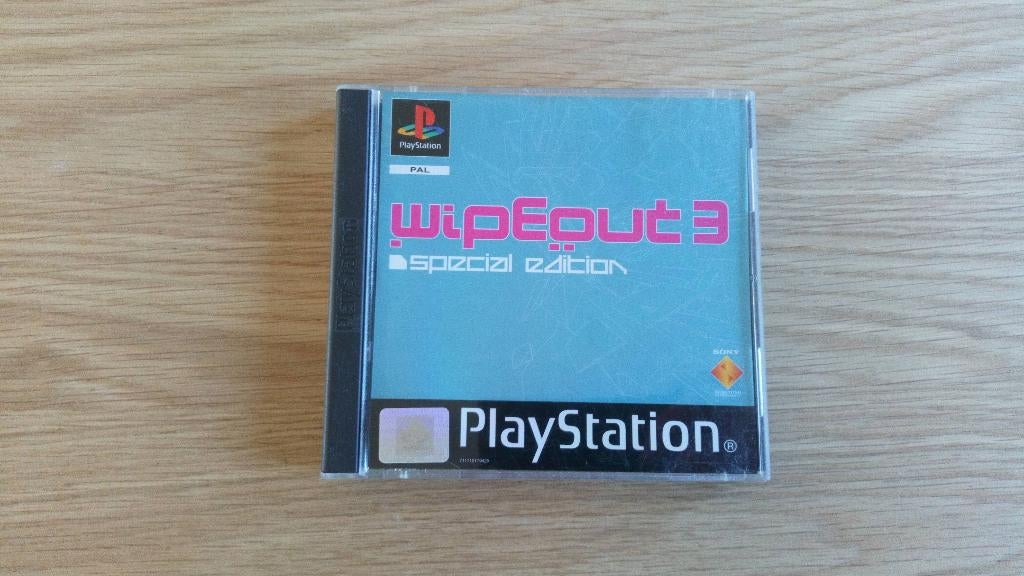 PlayStation
PAL
wipEout 3
special edition
SONY
PlayStation®
PlayStation